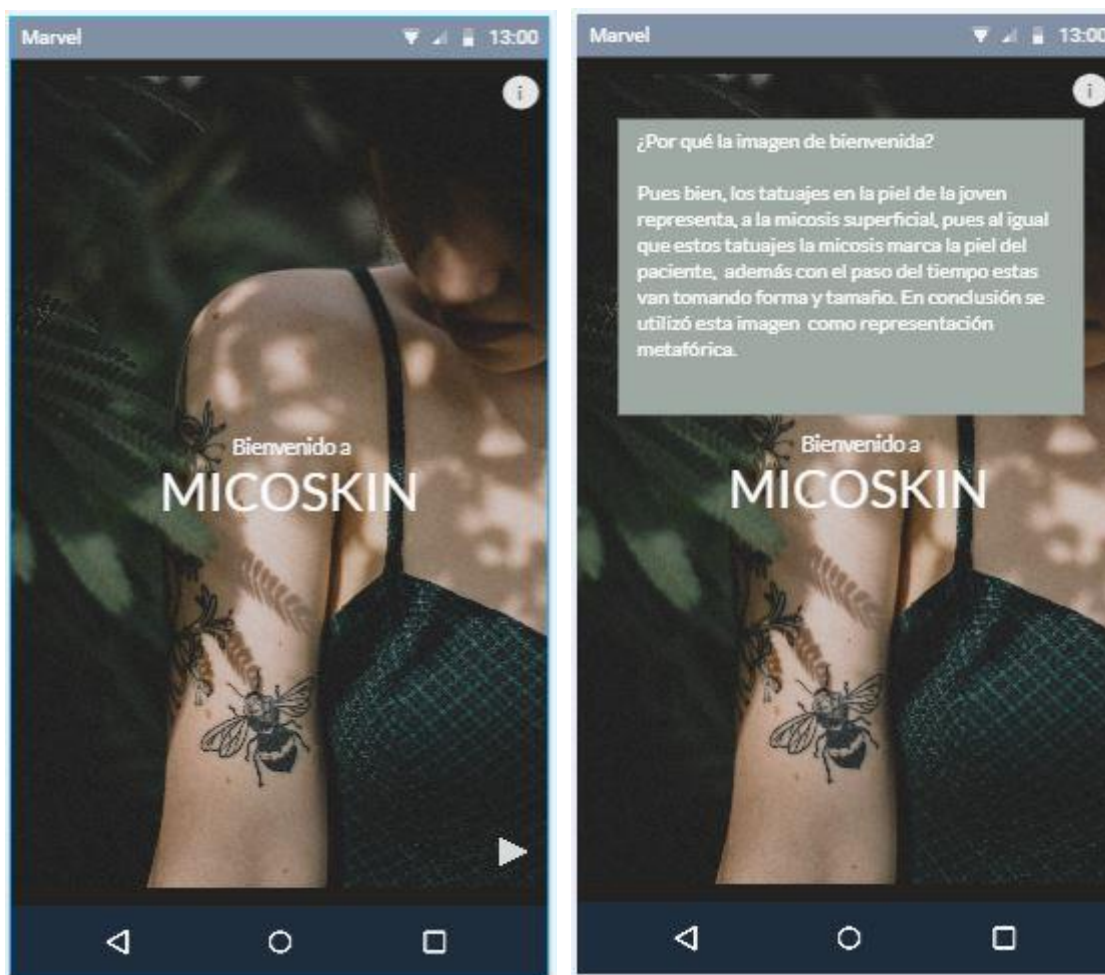 Marvel
13:00
i
Bienvenido a
MICOSKIN
Marvel
13:00
i
¿Por qué la imagen de bienvenida?
Pues bien, los tatuajes en la piel de la joven
representa, a la micosis superficial, pues al igual
que estos tatuajes la micosis marca la piel del
paciente, además con el paso del tiempo estas
van tomando forma y tamaño. En conclusión se
utilizó esta imagen como representación
metafórica.
Bienvenido a
MICOSKIN